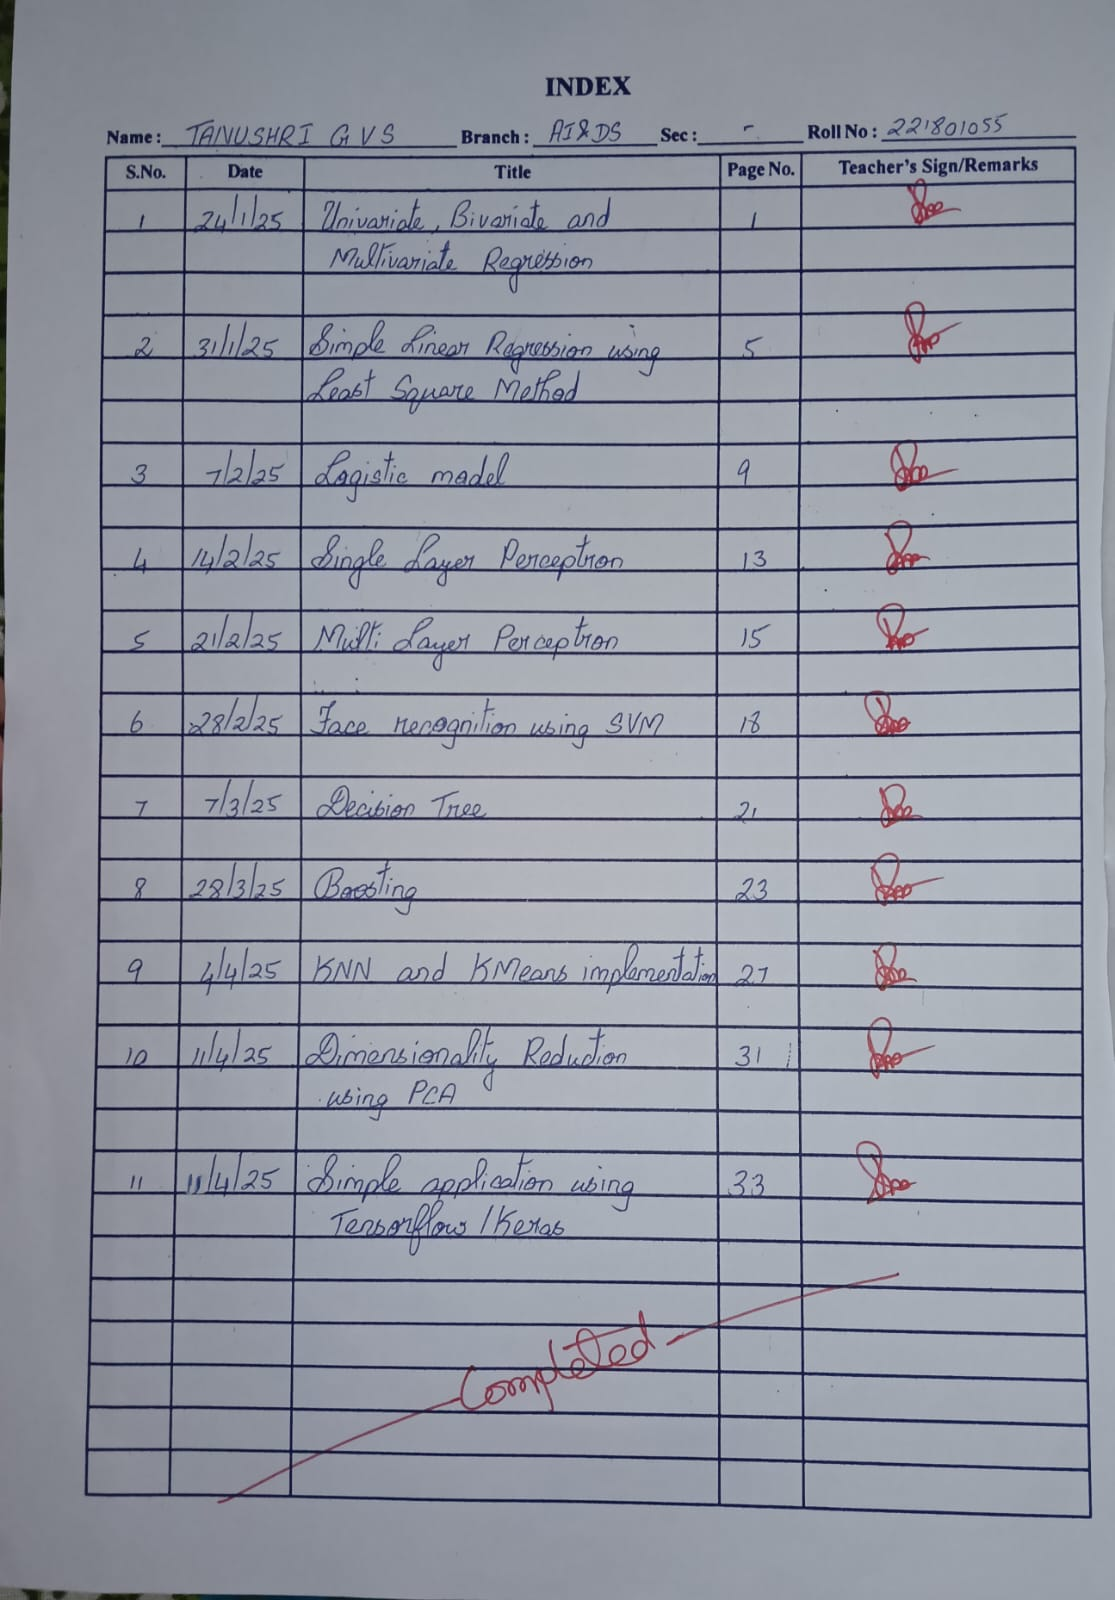 INDEX
Name: TANUSHRI G V S Branch: AI&DS Sec: - Roll No: 221801055
S.No. Date Title Page No. Teacher's Sign/Remarks
1 24/1/25 Univariate, Bivariate and 1
Multivariate Regression
2 31/1/25 Simple Linear Regression using 5
Least Square Method
3 7/2/25 Logistic model 9
4 14/2/25 Single Layer Perceptron 13
5 21/2/25 Multi Layer Perceptron 15
6 28/2/25 Face recognition using SVM 18
7 7/3/25 Decision Tree 21
8 28/3/25 Boosting 23
9 4/4/25 KNN and KMeans implementation 27
10 11/4/25 Dimensionality Reduction 31
using PCA
11 11/4/25 Simple application using 33
Tensorflow / Keras
Completed